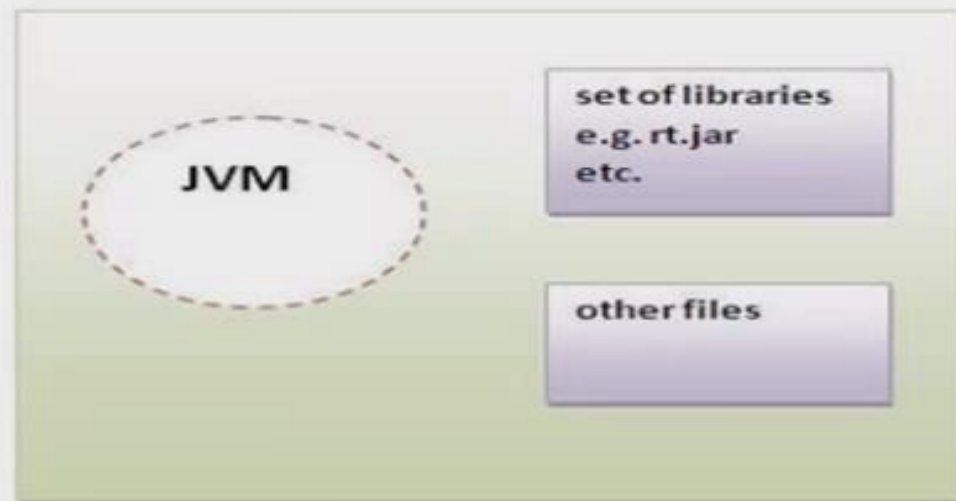 JVM
set of libraries
e.g. rt.jar
etc.
other files